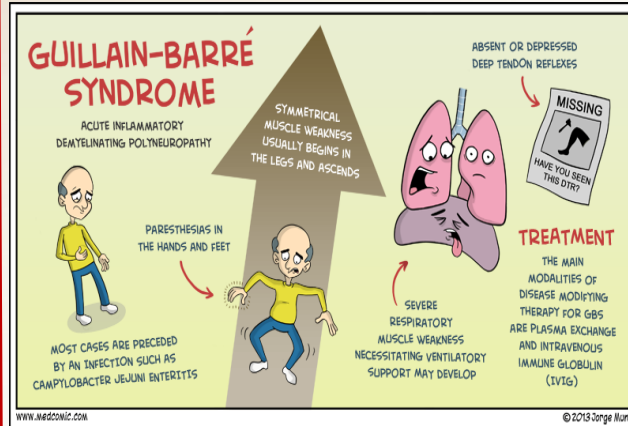 GUILLAIN-BARRÉ
SYNDROME
ACUTE INFLAMMATORY
DEMYELINATING POLYNEUROPATHY
PARESTHESIAS IN
THE HANDS AND FEET
MOST CASES ARE PRECEDED
BY AN INFECTION SUCH AS
CAMPYLOBACTER JEJUNI ENTERITIS
SYMMETRICAL
MUSCLE WEAKNESS
USUALLY BEGINS IN
THE LEGS AND ASCENDS
SEVERE
RESPIRATORY
MUSCLE WEAKNESS
NECESSITATING VENTILATORY
SUPPORT MAY DEVELOP
ABSENT OR DEPRESSED
DEEP TENDON REFLEXES
MISSING
HAVE YOU SEEN
THIS DTR?
TREATMENT
THE MAIN
MODALITIES OF
DISEASE MODIFYING
THERAPY FOR GBS
ARE PLASMA EXCHANGE
AND INTRAVENOUS
IMMUNE GLOBULIN
(IVIG)
www.medcomic.com
© 2013 Jorge Mun